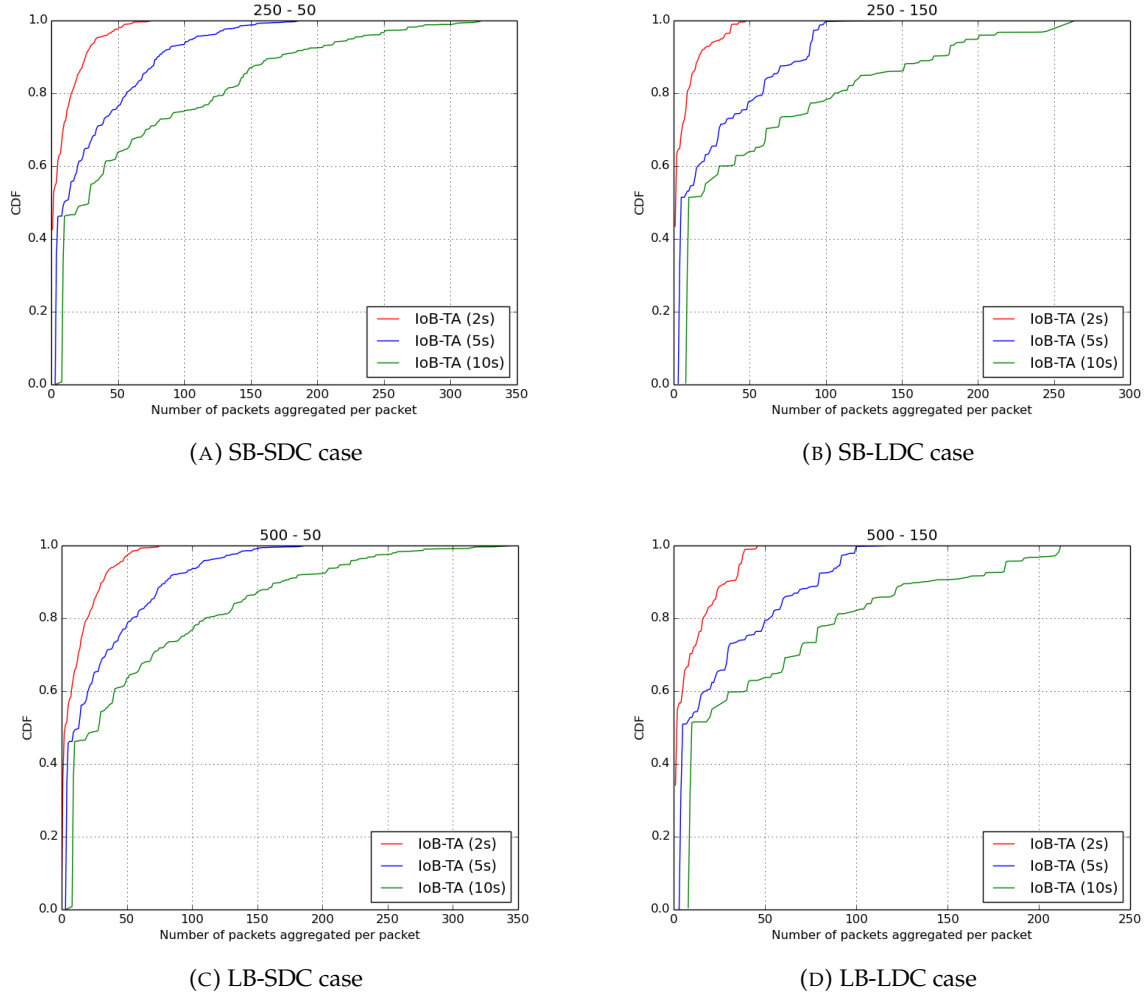 250 - 50
1.0
0.8
0.6
0.4
0.2
0.0
CDF
0 50 100 150 200 250 300 350
Number of packets aggregated per packet
IoB-TA (2s)
IoB-TA (5s)
IoB-TA (10s)
(A) SB-SDC case
250 - 150
1.0
0.8
0.6
0.4
0.2
0.0
CDF
0 50 100 150 200 250 300
Number of packets aggregated per packet
IoB-TA (2s)
IoB-TA (5s)
IoB-TA (10s)
(B) SB-LDC case
500 - 50
1.0
0.8
0.6
0.4
0.2
0.0
CDF
0 50 100 150 200 250 300 350
Number of packets aggregated per packet
IoB-TA (2s)
IoB-TA (5s)
IoB-TA (10s)
(C) LB-SDC case
500 - 150
1.0
0.8
0.6
0.4
0.2
0.0
CDF
0 50 100 150 200 250
Number of packets aggregated per packet
IoB-TA (2s)
IoB-TA (5s)
IoB-TA (10s)
(D) LB-LDC case